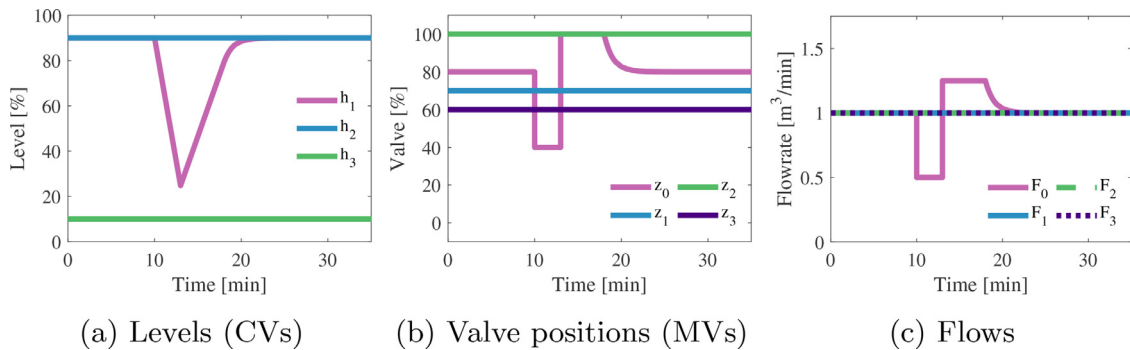 100
80
60
40
20
0
Level [%]
h1
h2
h3
0 10 20 30
Time [min]
(a) Levels (CVs)
100
80
60
40
20
0
Valve [%]
z0 z2
z1 z3
0 10 20 30
Time [min]
(b) Valve positions (MVs)
1.5
1
0.5
0
Flowrate [m³/min]
F0 F2
F1 F3
0 10 20 30
Time [min]
(c) Flows